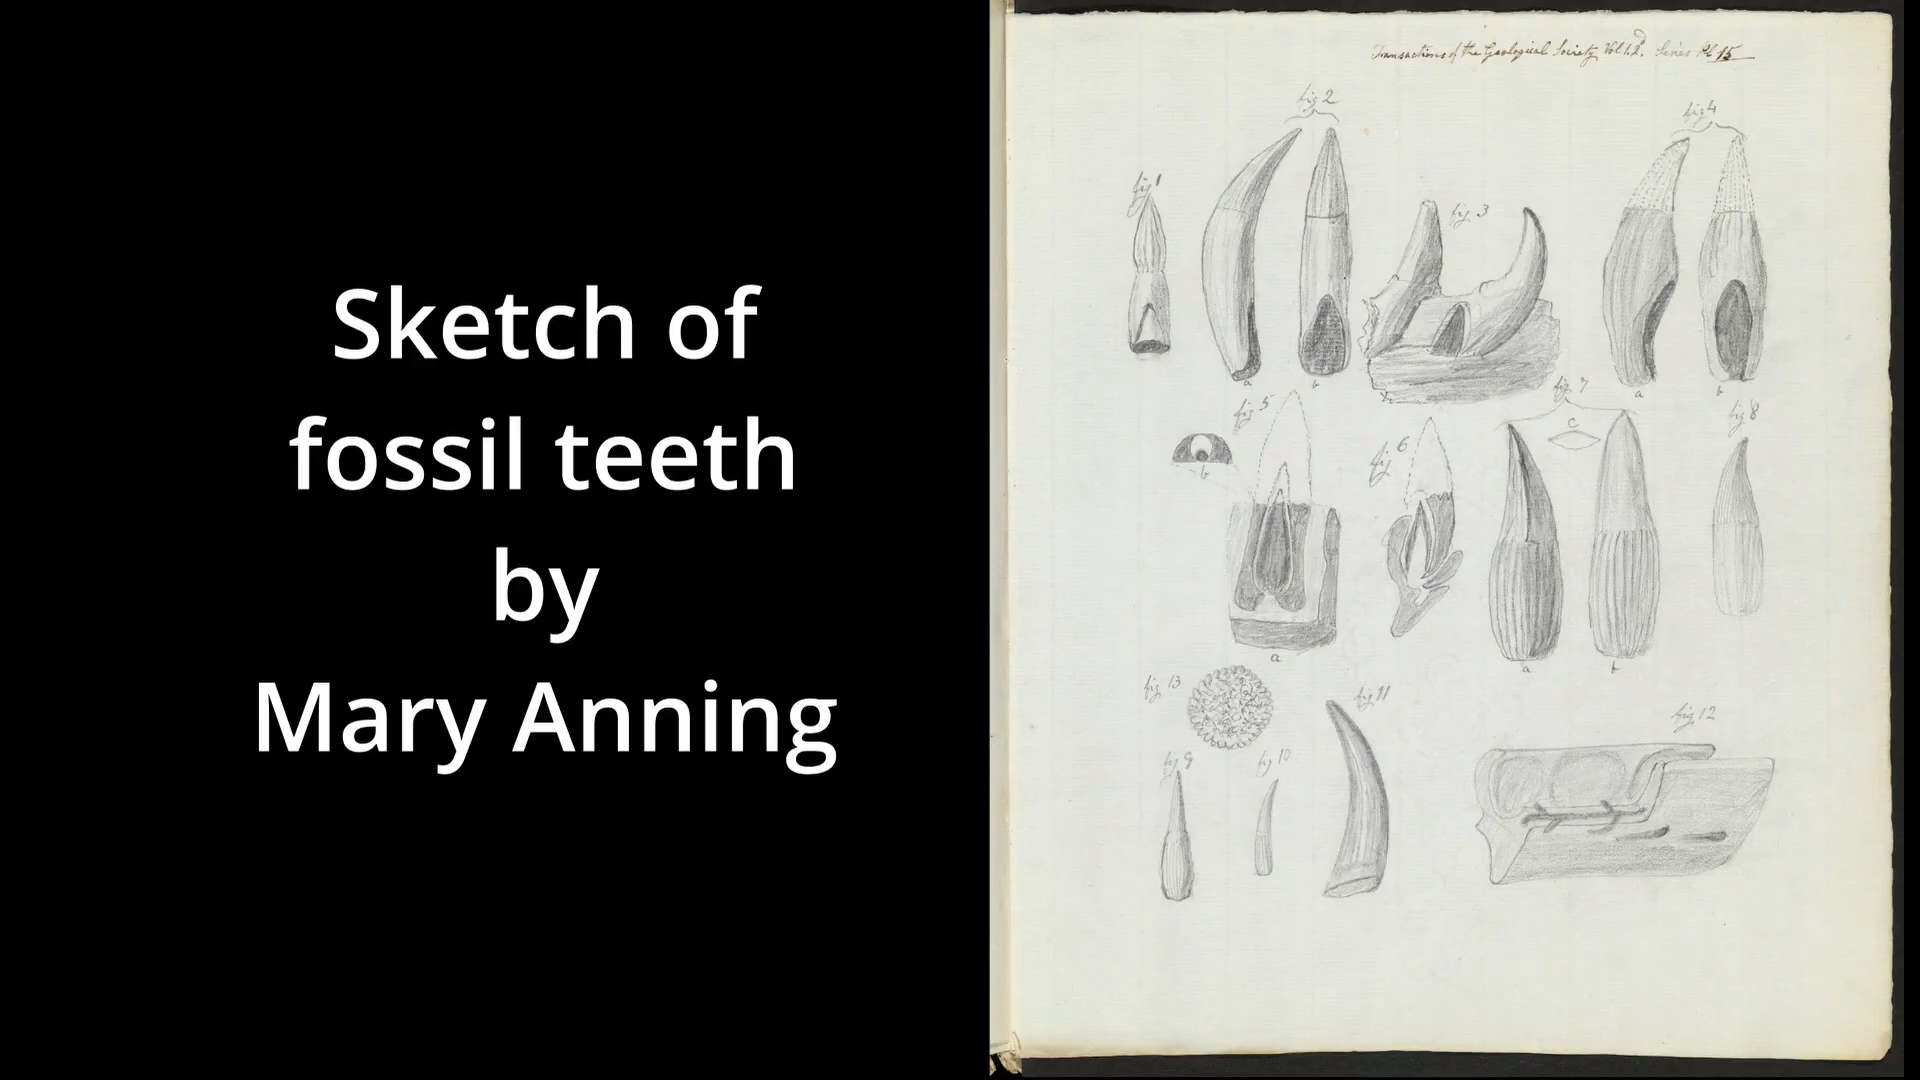 Sketch of
fossil teeth
by
Mary Anning
Transactions of the Geological Society Vol 1. 2d. Series Pl 15
fig 2
fig 4
fig 1
fig 3
a
b
a
b
fig 5
fig 7
c
fig 8
fig 6
b
a
a
b
fig 13
fig 11
fig 12
fig 9
fig 10